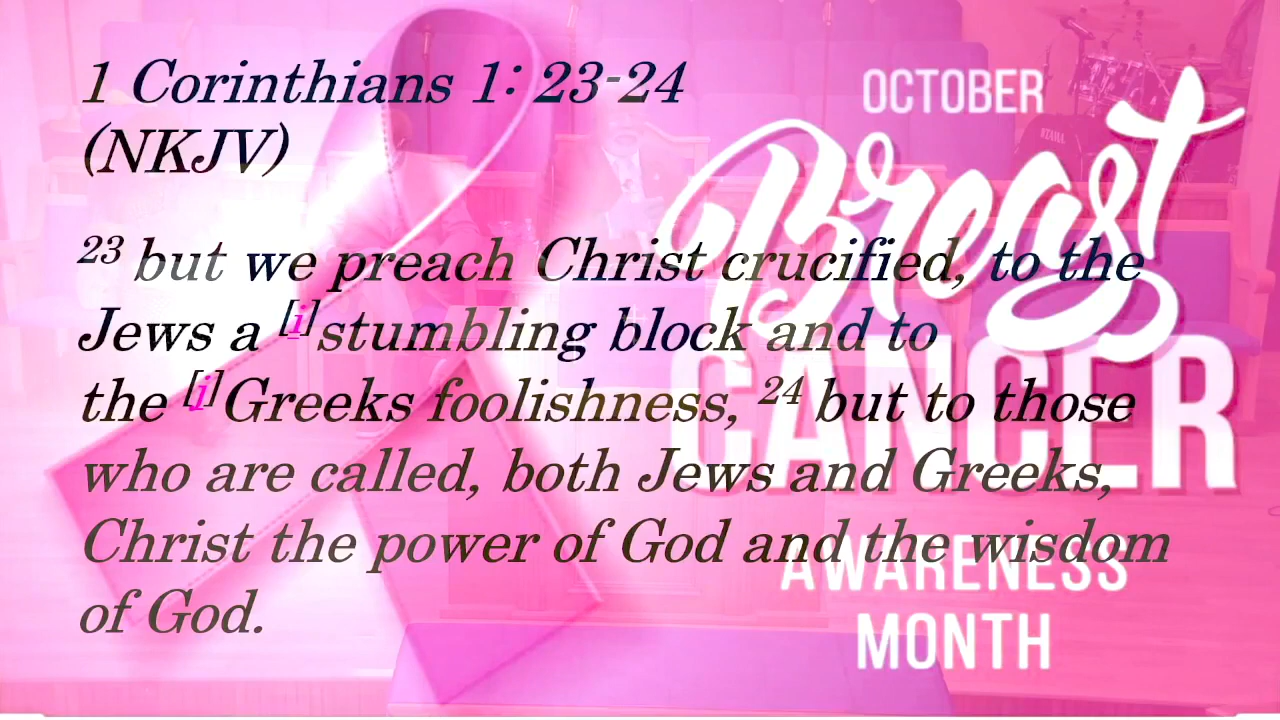 1 Corinthians 1: 23-24
(NKJV)
23 but we preach Christ crucified, to the
Jews a [i]stumbling block and to
the [j]Greeks foolishness, 24 but to those
who are called, both Jews and Greeks,
Christ the power of God and the wisdom
of God.
OCTOBER
Breast
CANCER
AWARENESS
MONTH
TAMA